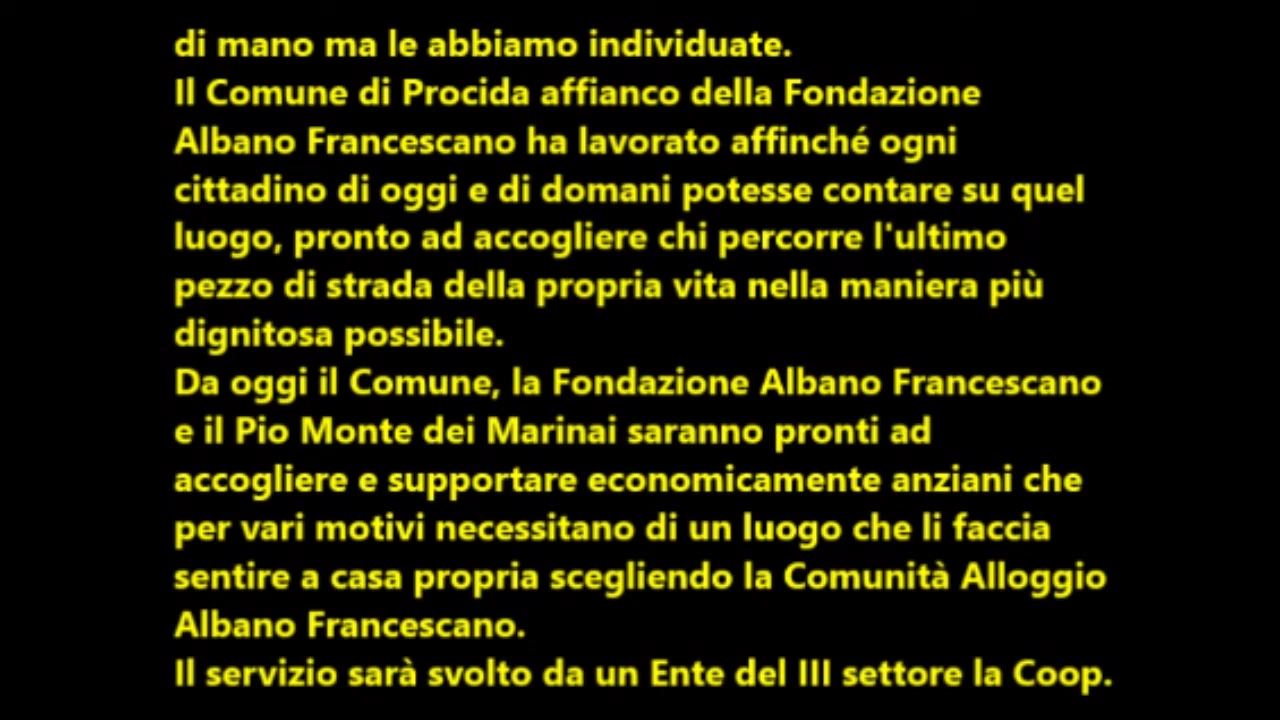 di mano ma le abbiamo individuate.
Il Comune di Procida affianco della Fondazione
Albano Francescano ha lavorato affinché ogni
cittadino di oggi e di domani potesse contare su quel
luogo, pronto ad accogliere chi percorre l'ultimo
pezzo di strada della propria vita nella maniera più
dignitosa possibile.
Da oggi il Comune, la Fondazione Albano Francescano
e il Pio Monte dei Marinai saranno pronti ad
accogliere e supportare economicamente anziani che
per vari motivi necessitano di un luogo che li faccia
sentire a casa propria scegliendo la Comunità Alloggio
Albano Francescano.
Il servizio sarà svolto da un Ente del III settore la Coop.